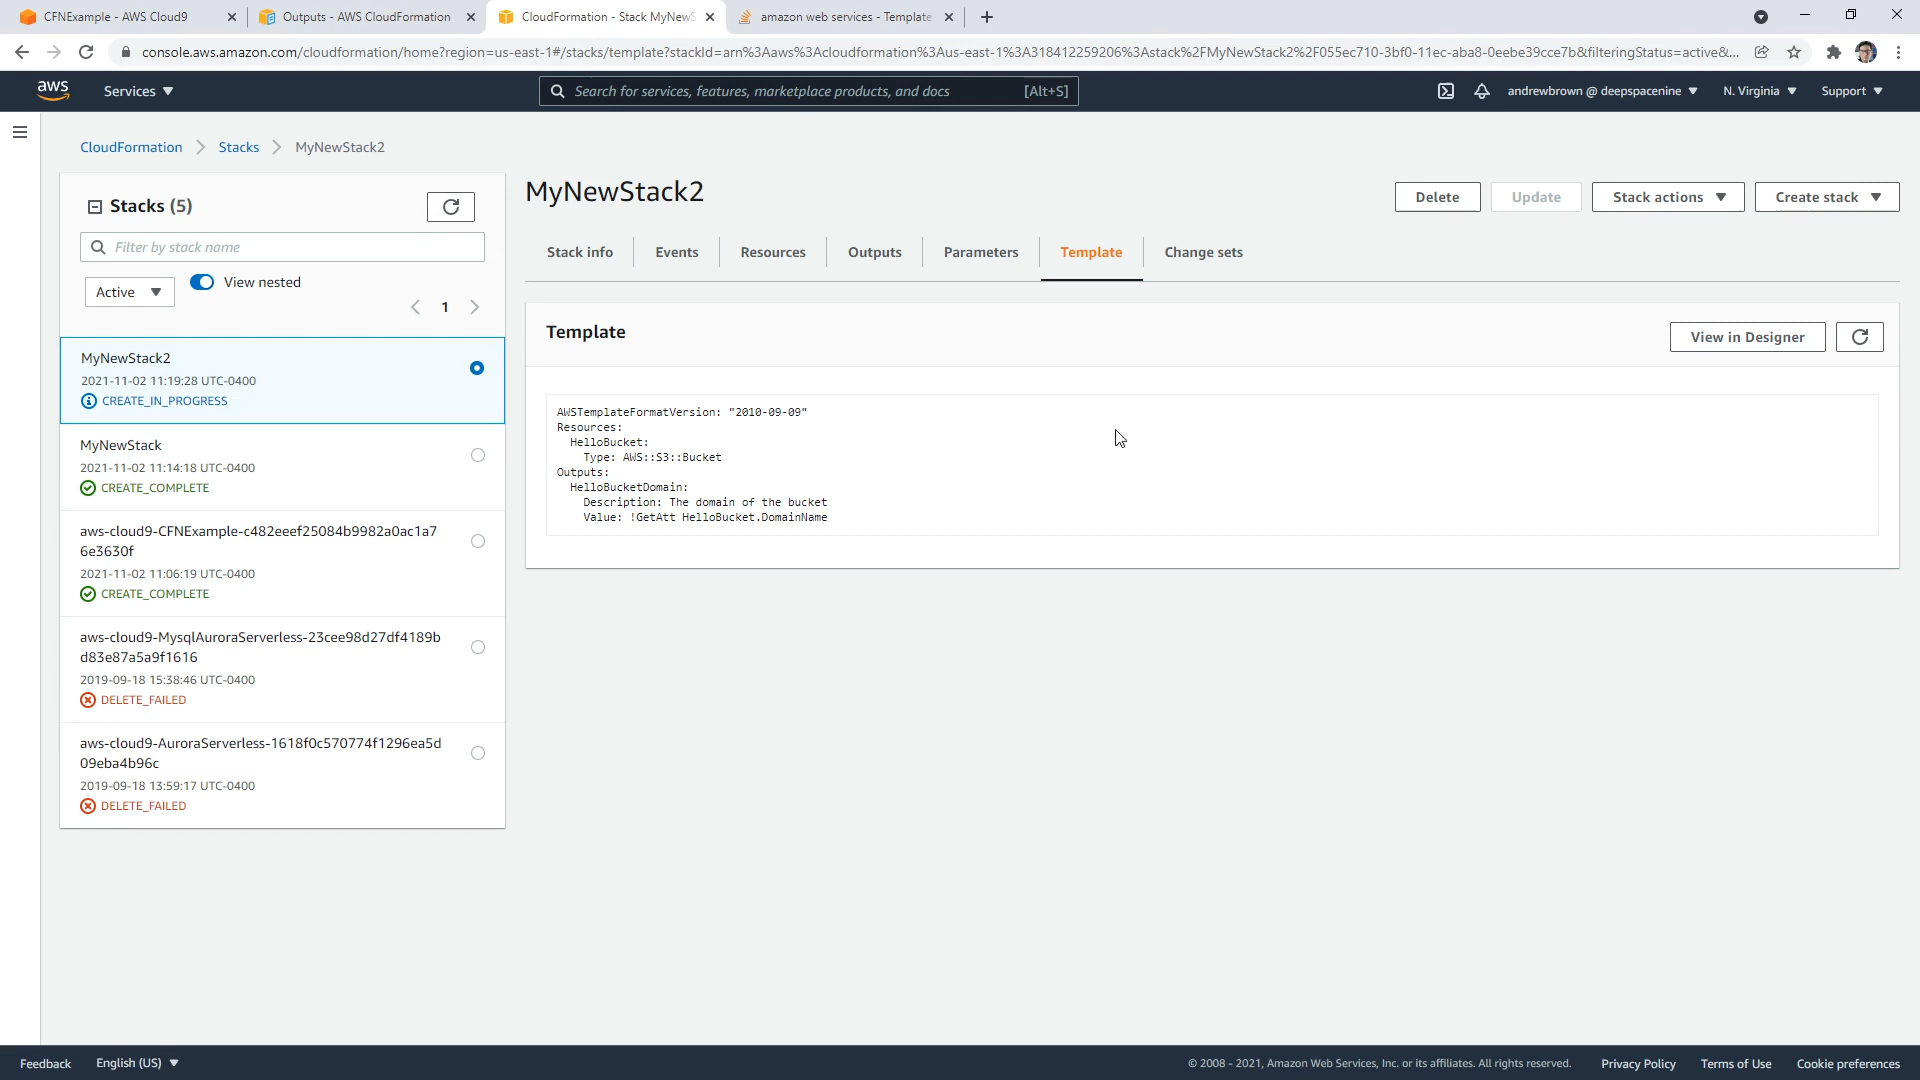 CFNExample - AWS Cloud9
Outputs - AWS CloudFormation
CloudFormation - Stack MyNewS
amazon web services - Template
console.aws.amazon.com/cloudformation/home?region=us-east-1#/stacks/template?stackId=arn%3Aaws%3Acloudformation%3Aus-east-1%3A318412259206%3Astack%2FMyNewStack2%2F055ec710-3bf0-11ec-aba8-0eebe39cce7b&filteringStatus=active&...
aws
Services
Search for services, features, marketplace products, and docs
[Alt+S]
andrewbrown @ deepspacenine
N. Virginia
Support
CloudFormation
Stacks
MyNewStack2
Stacks (5)
Filter by stack name
Active
View nested
1
MyNewStack2
2021-11-02 11:19:28 UTC-0400
CREATE_IN_PROGRESS
MyNewStack
2021-11-02 11:14:18 UTC-0400
CREATE_COMPLETE
aws-cloud9-CFNExample-c482eeef25084b9982a0ac1a7
6e3630f
2021-11-02 11:06:19 UTC-0400
CREATE_COMPLETE
aws-cloud9-MysqlAuroraServerless-23cee98d27df4189b
d83e87a5a9f1616
2019-09-18 15:38:46 UTC-0400
DELETE_FAILED
aws-cloud9-AuroraServerless-1618f0c570774f1296ea5d
09eba4b96c
2019-09-18 13:59:17 UTC-0400
DELETE_FAILED
MyNewStack2
Delete
Update
Stack actions
Create stack
Stack info
Events
Resources
Outputs
Parameters
Template
Change sets
Template
View in Designer
AWSTemplateFormatVersion: "2010-09-09"
Resources:
HelloBucket:
Type: AWS::S3::Bucket
Outputs:
HelloBucketDomain:
Description: The domain of the bucket
Value: !GetAtt HelloBucket.DomainName
Feedback
English (US)
© 2008 - 2021, Amazon Web Services, Inc. or its affiliates. All rights reserved.
Privacy Policy
Terms of Use
Cookie preferences